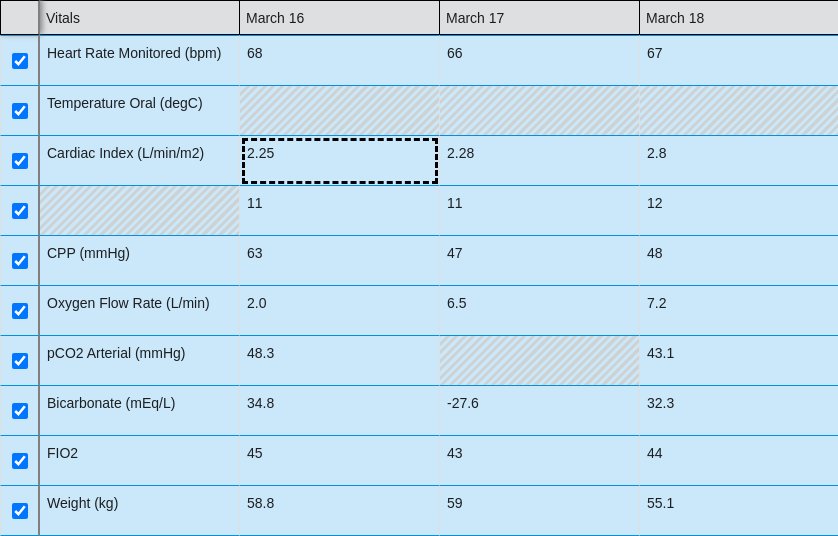 Vitals March 16 March 17 March 18
Heart Rate Monitored (bpm) 68 66 67
Temperature Oral (degC)
Cardiac Index (L/min/m2) 2.25 2.28 2.8
11 11 12
CPP (mmHg) 63 47 48
Oxygen Flow Rate (L/min) 2.0 6.5 7.2
pCO2 Arterial (mmHg) 48.3 43.1
Bicarbonate (mEq/L) 34.8 -27.6 32.3
FIO2 45 43 44
Weight (kg) 58.8 59 55.1